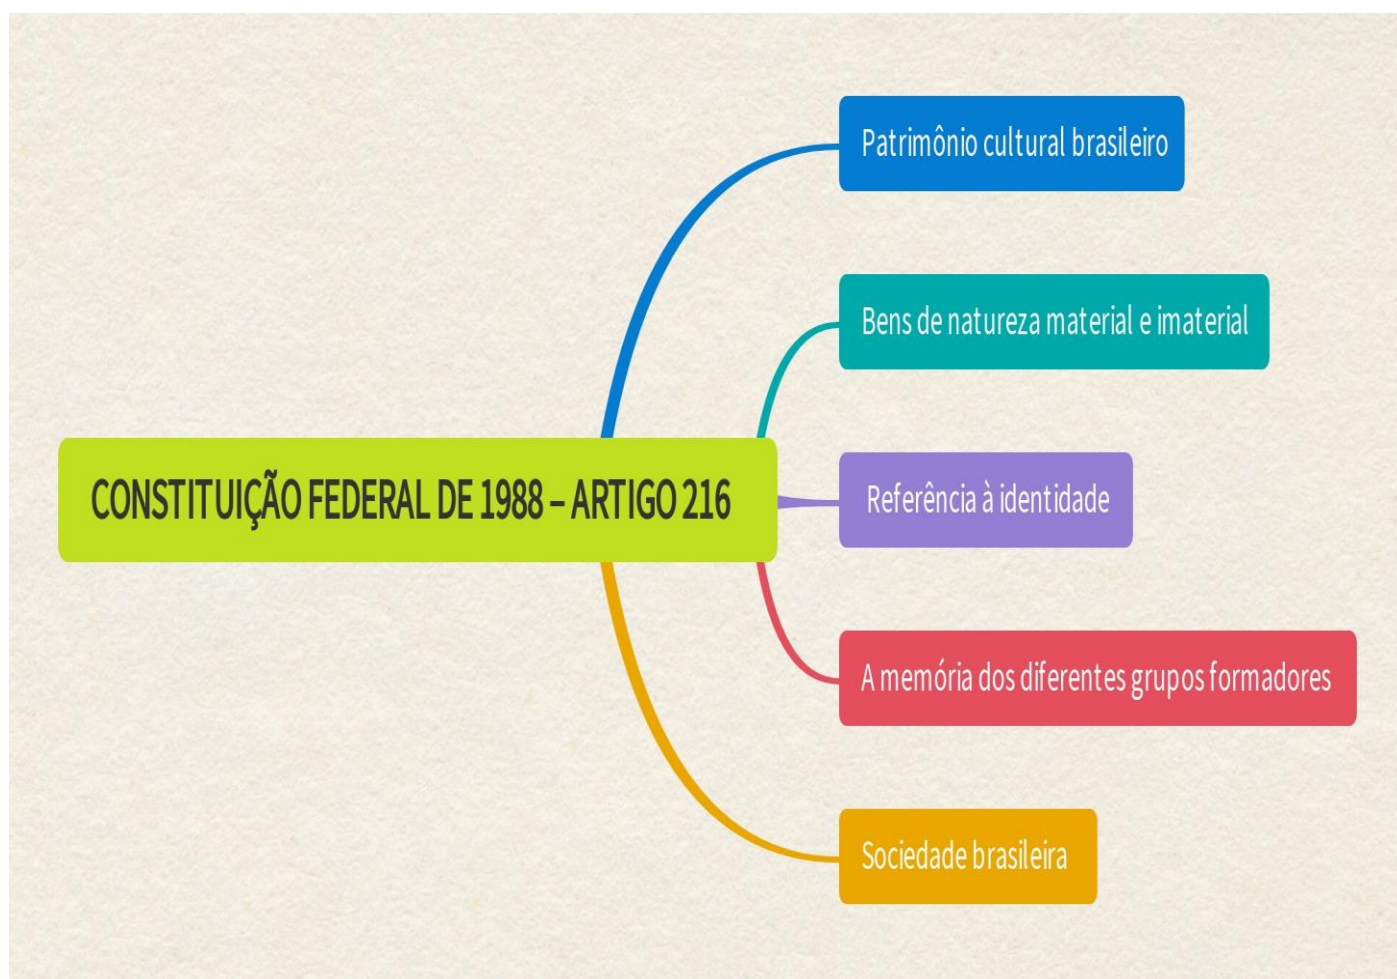 Patrimônio cultural brasileiro
Bens de natureza material e imaterial
CONSTITUIÇÃO FEDERAL DE 1988 – ARTIGO 216
Referência à identidade
A memória dos diferentes grupos formadores
Sociedade brasileira